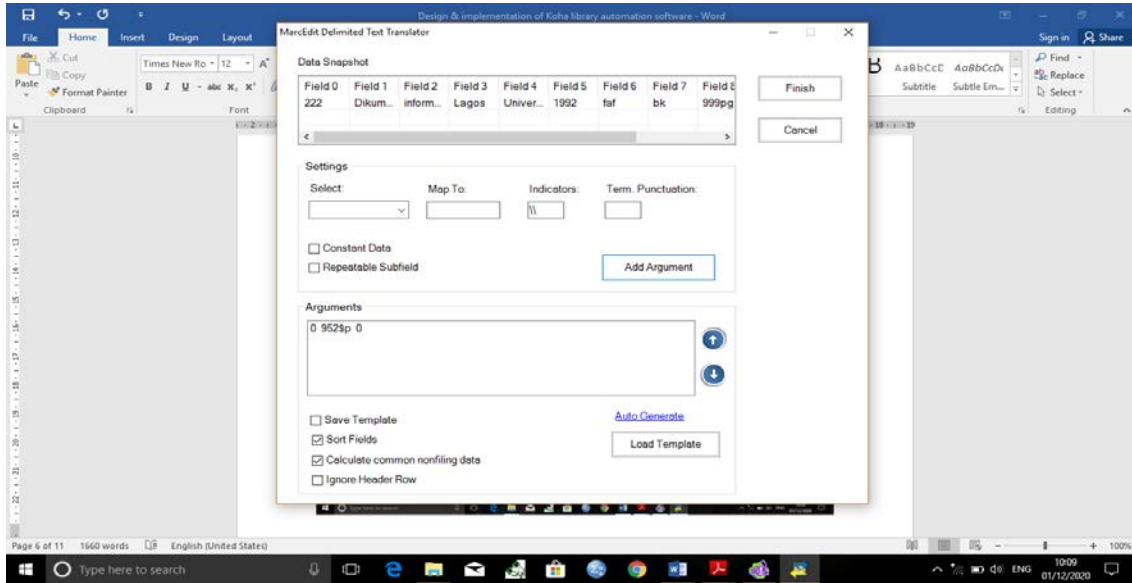 Design & implementation of Koha library automation software - Word
File Home Insert Design Layout Sign in Share
MarcEdit Delimited Text Translator
Cut
Copy
Paste
Format Painter
Clipboard
Times New Ro 12 A
B I U abc x, x
Font
AaBbCcD AaBbCcDc
Subtitle Subtle Em...
Find
Replace
Select
Editing
Data Snapshot
Field 0 Field 1 Field 2 Field 3 Field 4 Field 5 Field 6 Field 7 Field 8
222 Dikum... inform... Lagos Univer... 1992 faf bk 999pg
Finish
Cancel
Settings
Select: Map To: Indicators: Term. Punctuation:
\\
Constant Data
Repeatable Subfield
Add Argument
Arguments
0 952$p 0
Save Template
Auto Generate
Sort Fields
Load Template
Calculate common nonfiling data
Ignore Header Row
Page 6 of 11 1660 words English (United States) 100%
Type here to search
ENG
10:09
01/12/2020